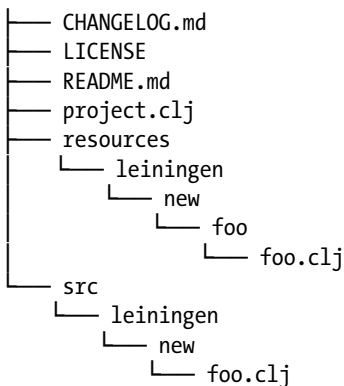 CHANGELOG.md
LICENSE
README.md
project.clj
resources
leiningen
new
foo
foo.clj
src
leiningen
new
foo.clj